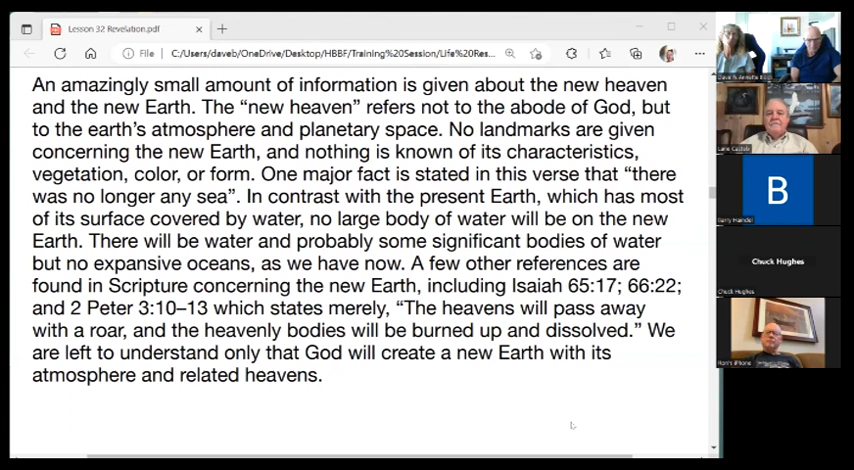 Lesson 32 Revelation.pdf
File
C:/Users/daveb/OneDrive/Desktop/HBBF/Training%20Session/Life%20Res...
An amazingly small amount of information is given about the new heaven
and the new Earth. The “new heaven” refers not to the abode of God, but
to the earth’s atmosphere and planetary space. No landmarks are given
concerning the new Earth, and nothing is known of its characteristics,
vegetation, color, or form. One major fact is stated in this verse that “there
was no longer any sea”. In contrast with the present Earth, which has most
of its surface covered by water, no large body of water will be on the new
Earth. There will be water and probably some significant bodies of water
but no expansive oceans, as we have now. A few other references are
found in Scripture concerning the new Earth, including Isaiah 65:17; 66:22;
and 2 Peter 3:10–13 which states merely, “The heavens will pass away
with a roar, and the heavenly bodies will be burned up and dissolved.” We
are left to understand only that God will create a new Earth with its
atmosphere and related heavens.
B
Chuck Hughes
Chuck Hughes
Ron's iPhone